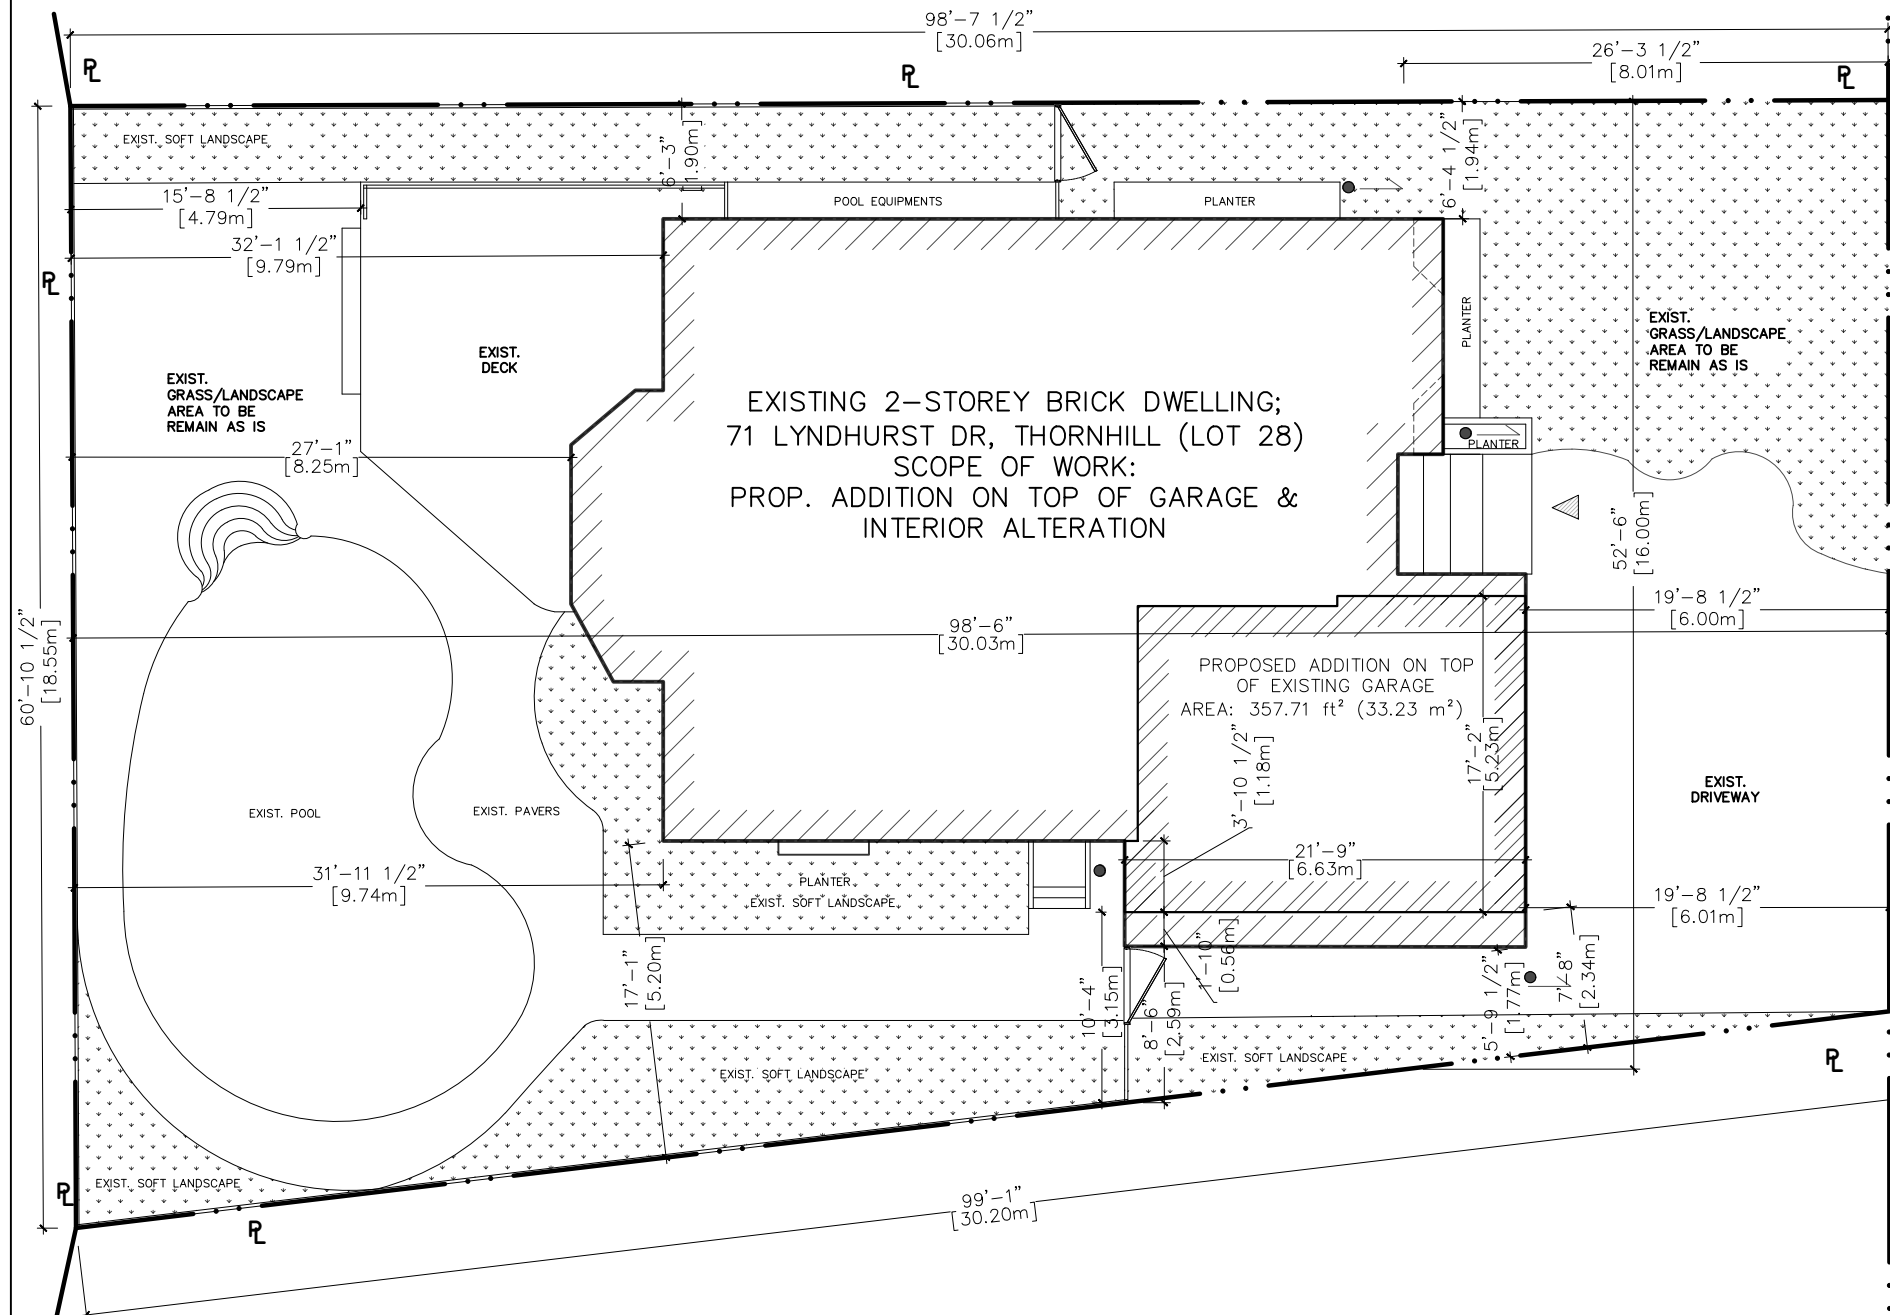 98'-7 1/2"
[30.06m]
26'-3 1/2"
[8.01m]
PL
PL
PL
EXIST. SOFT LANDSCAPE
6'-3"
[1.90m]
6'-4 1/2"
[1.94m]
15'-8 1/2"
[4.79m]
POOL EQUIPMENTS
PLANTER
32'-1 1/2"
[9.79m]
PL
PLANTER
EXIST.
GRASS/LANDSCAPE
AREA TO BE
REMAIN AS IS
EXIST.
DECK
EXIST.
GRASS/LANDSCAPE
AREA TO BE
REMAIN AS IS
EXISTING 2-STOREY BRICK DWELLING;
71 LYNDHURST DR, THORNHILL (LOT 28)
SCOPE OF WORK:
PROP. ADDITION ON TOP OF GARAGE &
INTERIOR ALTERATION
PLANTER
27'-1"
[8.25m]
52'-6"
[16.00m]
19'-8 1/2"
[6.00m]
98'-6"
[30.03m]
60'-10 1/2"
[18.55m]
PROPOSED ADDITION ON TOP
OF EXISTING GARAGE
AREA: 357.71 ft² (33.23 m²)
17'-2"
[5.23m]
3'-10 1/2"
[1.18m]
EXIST.
DRIVEWAY
EXIST. POOL
EXIST. PAVERS
21'-9"
[6.63m]
31'-11 1/2"
[9.74m]
PLANTER
EXIST. SOFT LANDSCAPE
19'-8 1/2"
[6.01m]
17'-1"
[5.20m]
1'-10"
[0.56m]
10'-4"
[3.15m]
8'-6"
[2.59m]
5'-9 1/2"
[1.77m]
7'-8"
[2.34m]
EXIST. SOFT LANDSCAPE
EXIST. SOFT LANDSCAPE
PL
EXIST. SOFT LANDSCAPE
PL
PL
99'-1"
[30.20m]